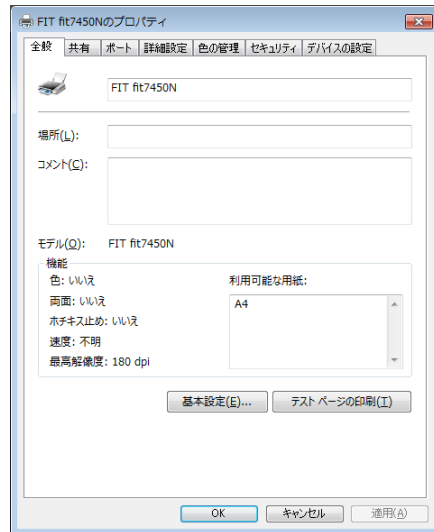 FIT fit7450Nのプロパティ
全般 共有 ポート 詳細設定 色の管理 セキュリティ デバイスの設定
FIT fit7450N
場所(L):
コメント(C):
モデル(O): FIT fit7450N
機能
色: いいえ 利用可能な用紙:
両面: いいえ A4
ホチキス止め: いいえ
速度: 不明
最高解像度: 180 dpi
基本設定(E)... テスト ページの印刷(T)
OK キャンセル 適用(A)